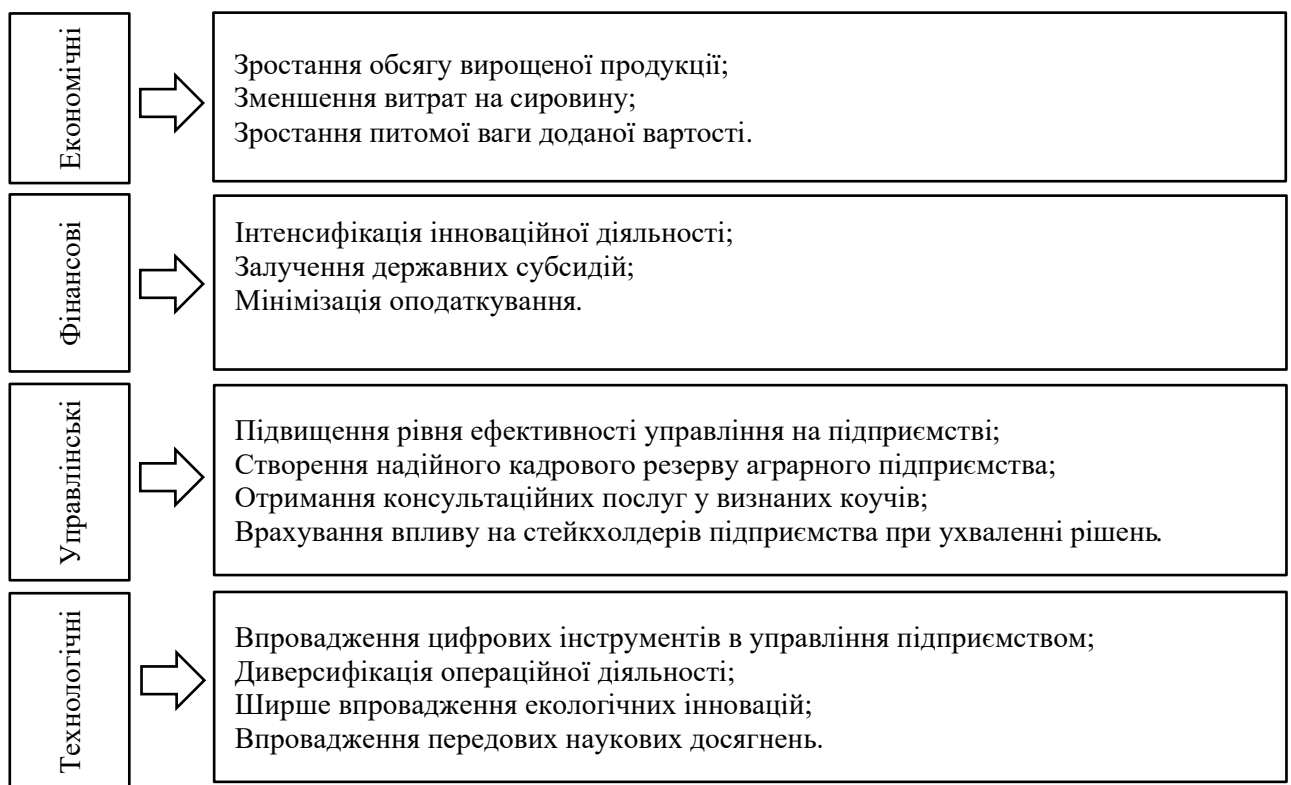 Економічні
Зростання обсягу вирощеної продукції;
Зменшення витрат на сировину;
Зростання питомої ваги доданої вартості.
Фінансові
Інтенсифікація інноваційної діяльності;
Залучення державних субсидій;
Мінімізація оподаткування.
Управлінські
Підвищення рівня ефективності управління на підприємстві;
Створення надійного кадрового резерву аграрного підприємства;
Отримання консультаційних послуг у визнаних коучів;
Врахування впливу на стейкхолдерів підприємства при ухваленні рішень.
Технологічні
Впровадження цифрових інструментів в управління підприємством;
Диверсифікація операційної діяльності;
Ширше впровадження екологічних інновацій;
Впровадження передових наукових досягнень.